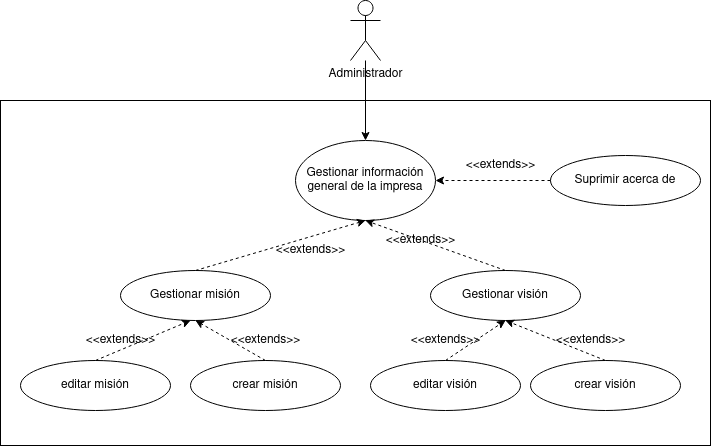 Administrador
Gestionar información
general de la impresa
<<extends>>
Suprimir acerca de
<<extends>>
<<extends>>
Gestionar misión
Gestionar visión
<<extends>>
<<extends>>
<<extends>>
<<extends>>
editar misión
crear misión
editar visión
crear visión